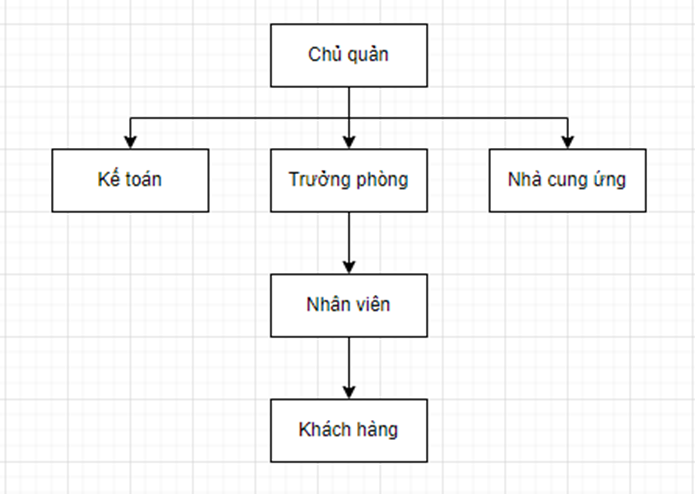 Chủ quản
Kế toán
Trưởng phòng
Nhà cung ứng
Nhân viên
Khách hàng